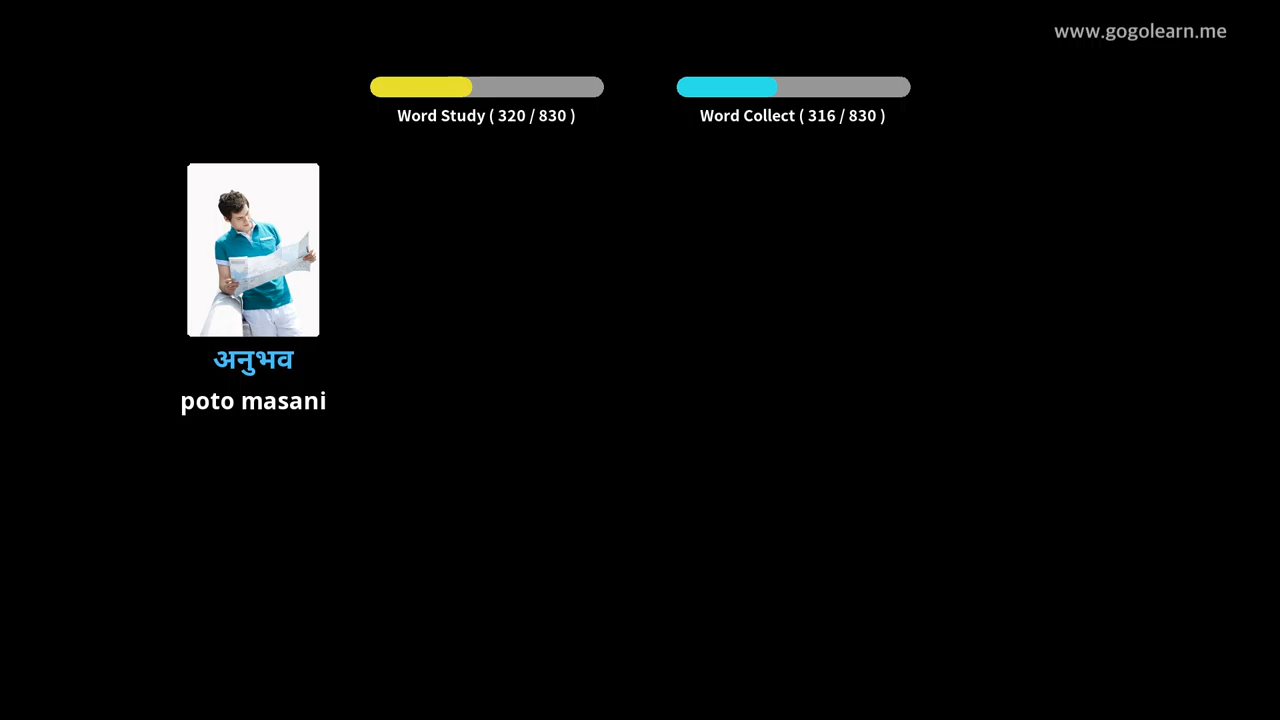 www.gogolearn.me
Word Study ( 320 / 830 )
Word Collect ( 316 / 830 )
अनुभव
poto masani